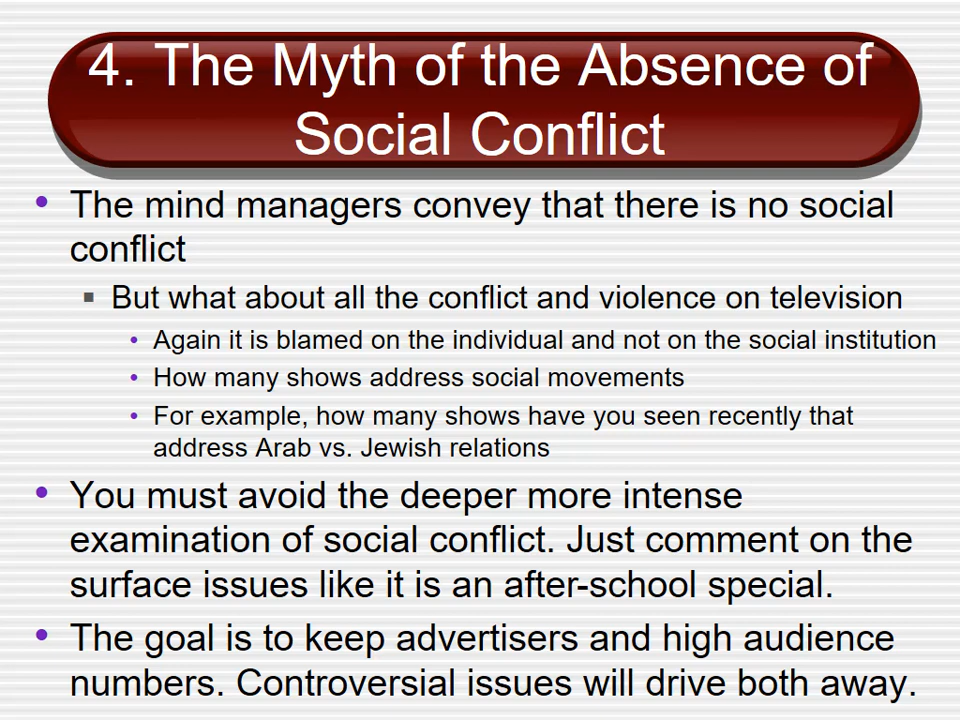 4. The Myth of the Absence of
Social Conflict
• The mind managers convey that there is no social
conflict
▪ But what about all the conflict and violence on television
• Again it is blamed on the individual and not on the social institution
• How many shows address social movements
• For example, how many shows have you seen recently that
address Arab vs. Jewish relations
• You must avoid the deeper more intense
examination of social conflict. Just comment on the
surface issues like it is an after-school special.
• The goal is to keep advertisers and high audience
numbers. Controversial issues will drive both away.